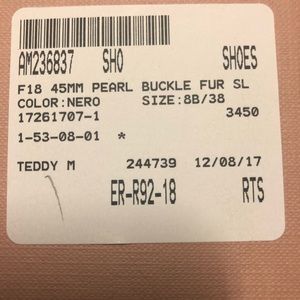 AM236837 SHO SHOES
F18 45MM PEARL BUCKLE FUR SL
COLOR:NERO SIZE:8B/38
17261707-1 3450
1-53-08-01 *
TEDDY M 244739 12/08/17
ER-R92-18 RTS